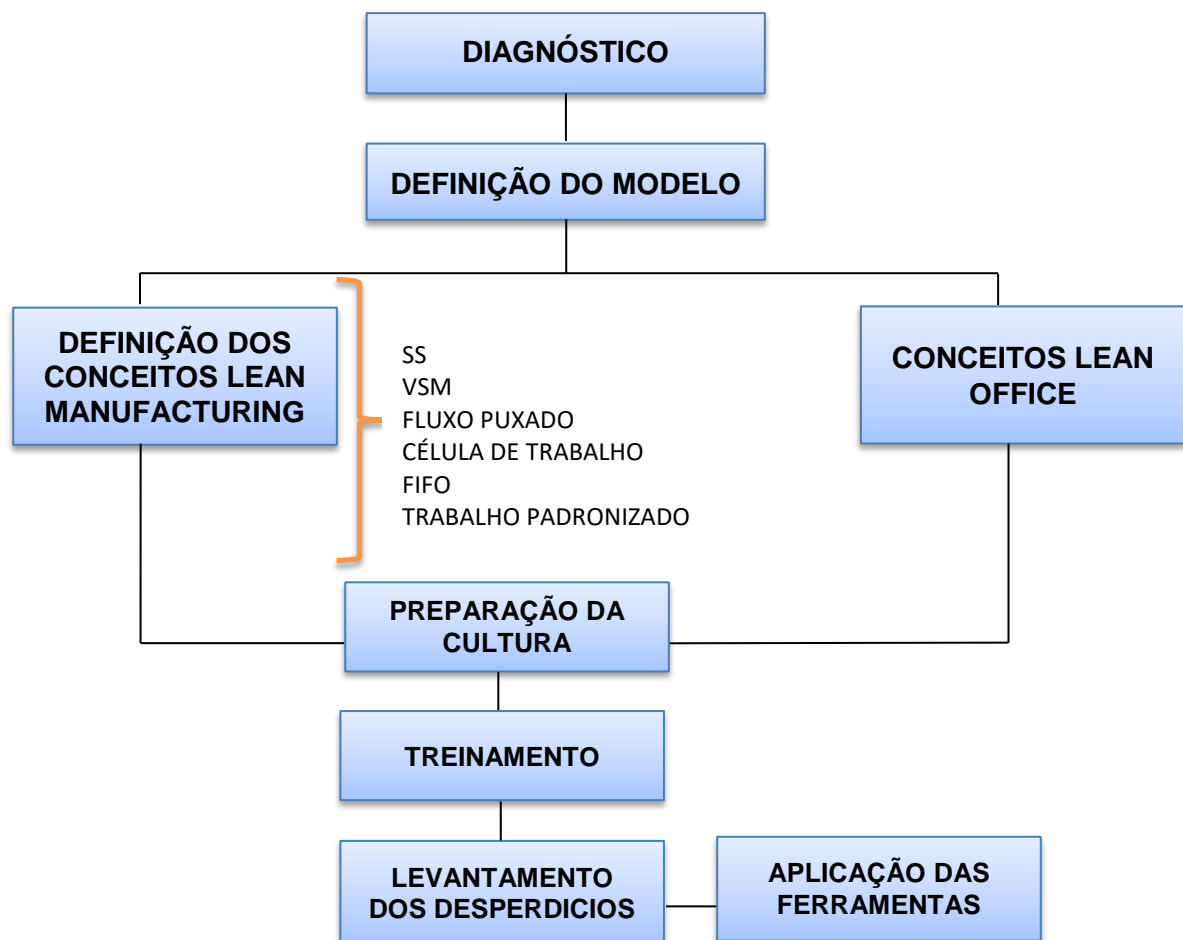 DIAGNÓSTICO
DEFINIÇÃO DO MODELO
DEFINIÇÃO DOS
CONCEITOS LEAN
MANUFACTURING
SS
VSM
FLUXO PUXADO
CÉLULA DE TRABALHO
FIFO
TRABALHO PADRONIZADO
CONCEITOS LEAN
OFFICE
PREPARAÇÃO DA
CULTURA
TREINAMENTO
LEVANTAMENTO
DOS DESPERDICIOS
APLICAÇÃO DAS
FERRAMENTAS